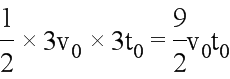 1/2 × 3v₀ × 3t₀ = 9/2 v₀t₀